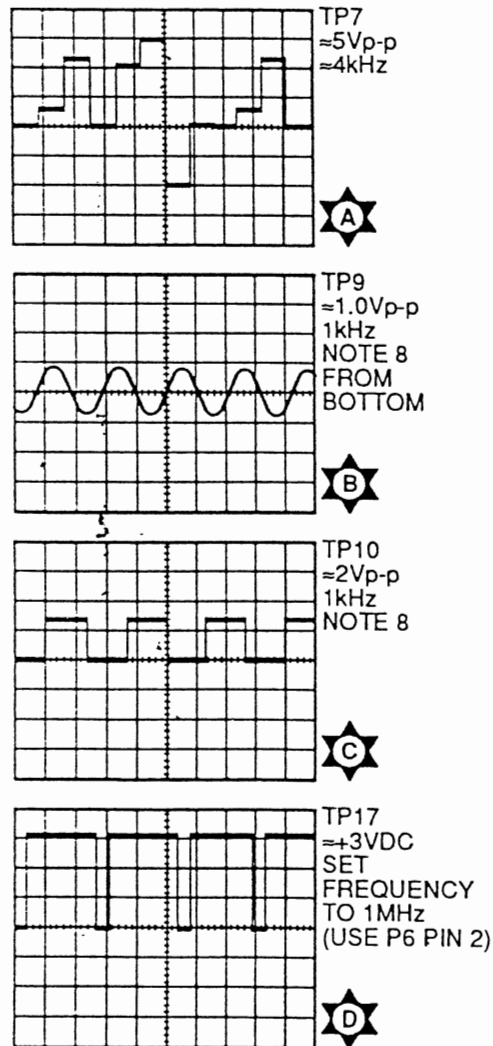 TP7
≈5Vp-p
≈4kHz
A
TP9
≈1.0Vp-p
1kHz
NOTE 8
FROM
BOTTOM
B
TP10
≈2Vp-p
1kHz
NOTE 8
C
TP17
≈+3VDC
SET
FREQUENCY
TO 1MHz
(USE P6 PIN 2)
D